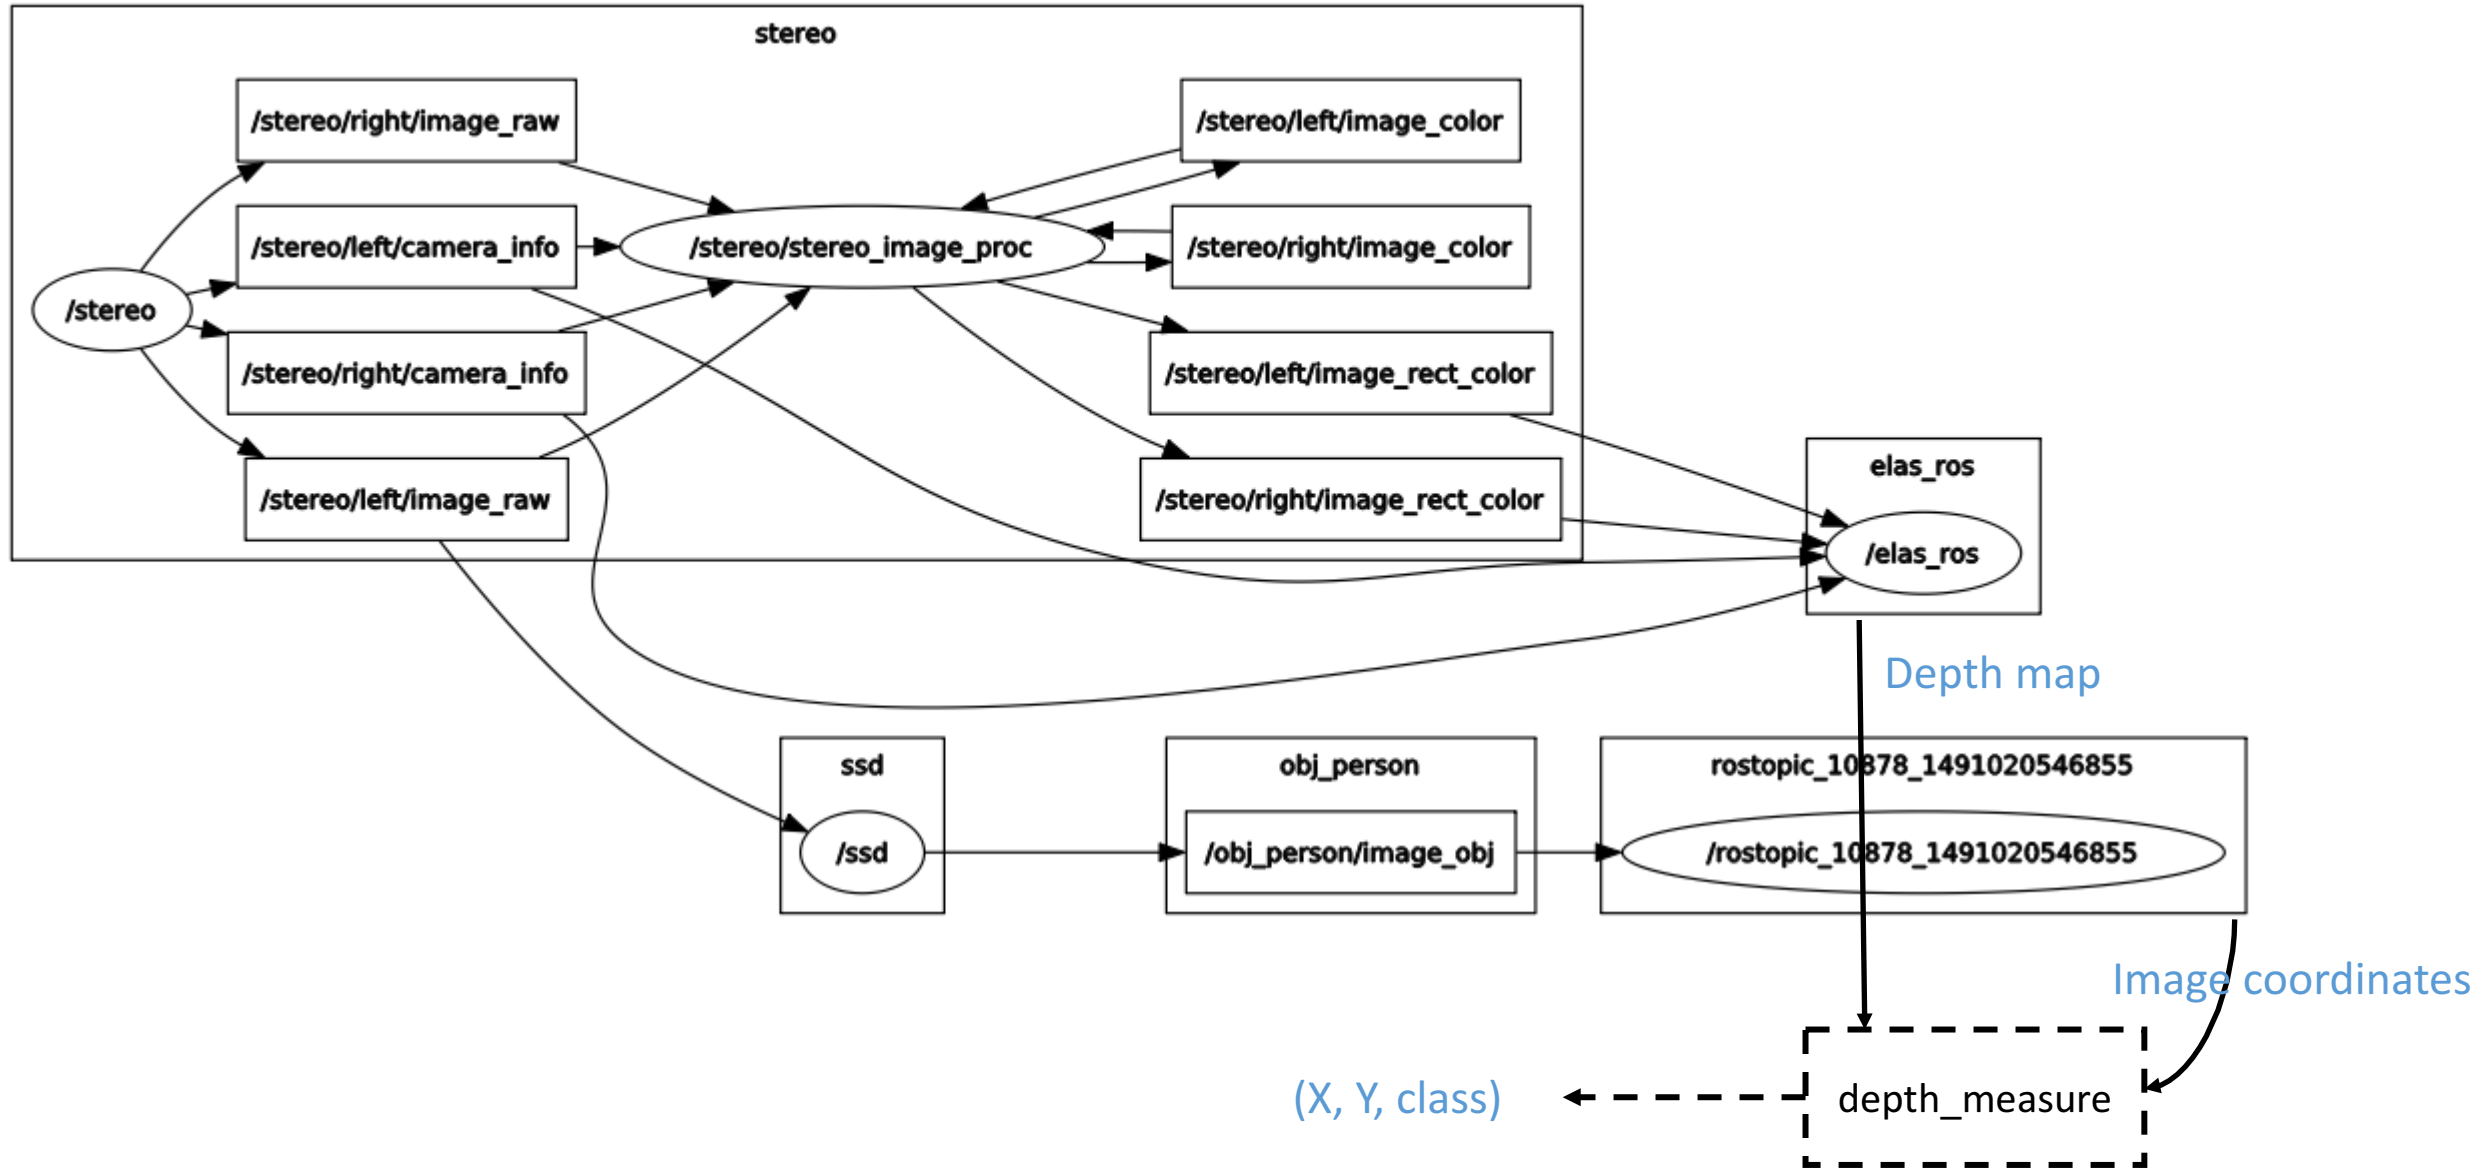 stereo
/stereo/right/image_raw
/stereo/left/image_color
/stereo/left/camera_info
/stereo/stereo_image_proc
/stereo/right/image_color
/stereo
/stereo/right/camera_info
/stereo/left/image_rect_color
/stereo/left/image_raw
/stereo/right/image_rect_color
elas_ros
/elas_ros
Depth map
ssd
obj_person
rostopic_10878_1491020546855
/ssd
/obj_person/image_obj
/rostopic_10878_1491020546855
Image coordinates
(X, Y, class)
depth_measure